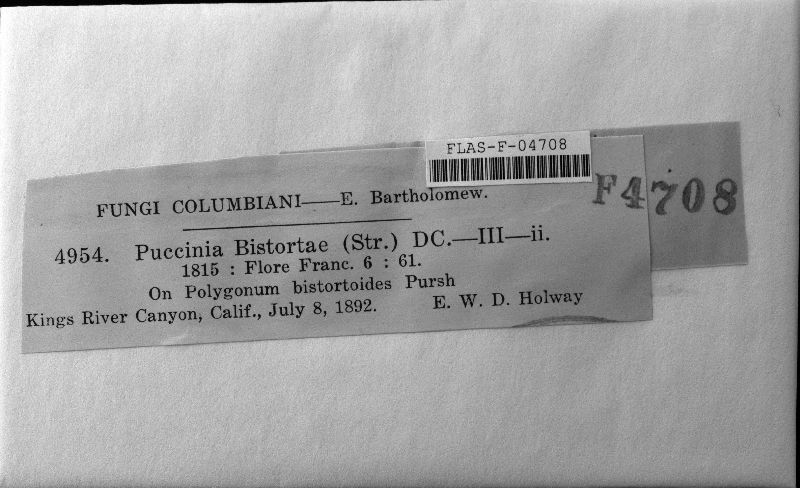 FLAS-F-04708
F4708
FUNGI COLUMBIANI——E. Bartholomew.
4954. Puccinia Bistortae (Str.) DC.—III—ii.
1815 : Flore Franc. 6 : 61.
On Polygonum bistortoides Pursh
Kings River Canyon, Calif., July 8, 1892. E. W. D. Holway